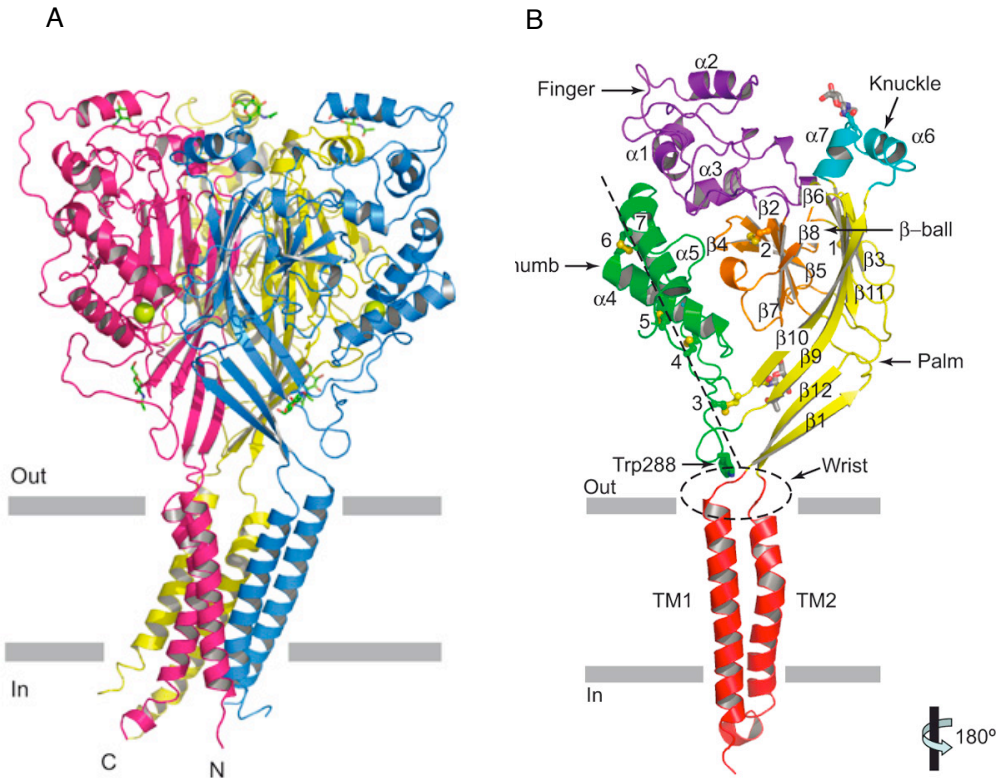 A
Out
In
C
N
B
α2
Finger
Knuckle
α7
α6
α1
α3
β6
β2
7
β8
β-ball
6
β4
2
1
β3
humb
α5
β5
α4
β11
β7
5
β10
4
β9
Palm
β12
3
β1
Trp288
Wrist
Out
TM1
TM2
In
180º